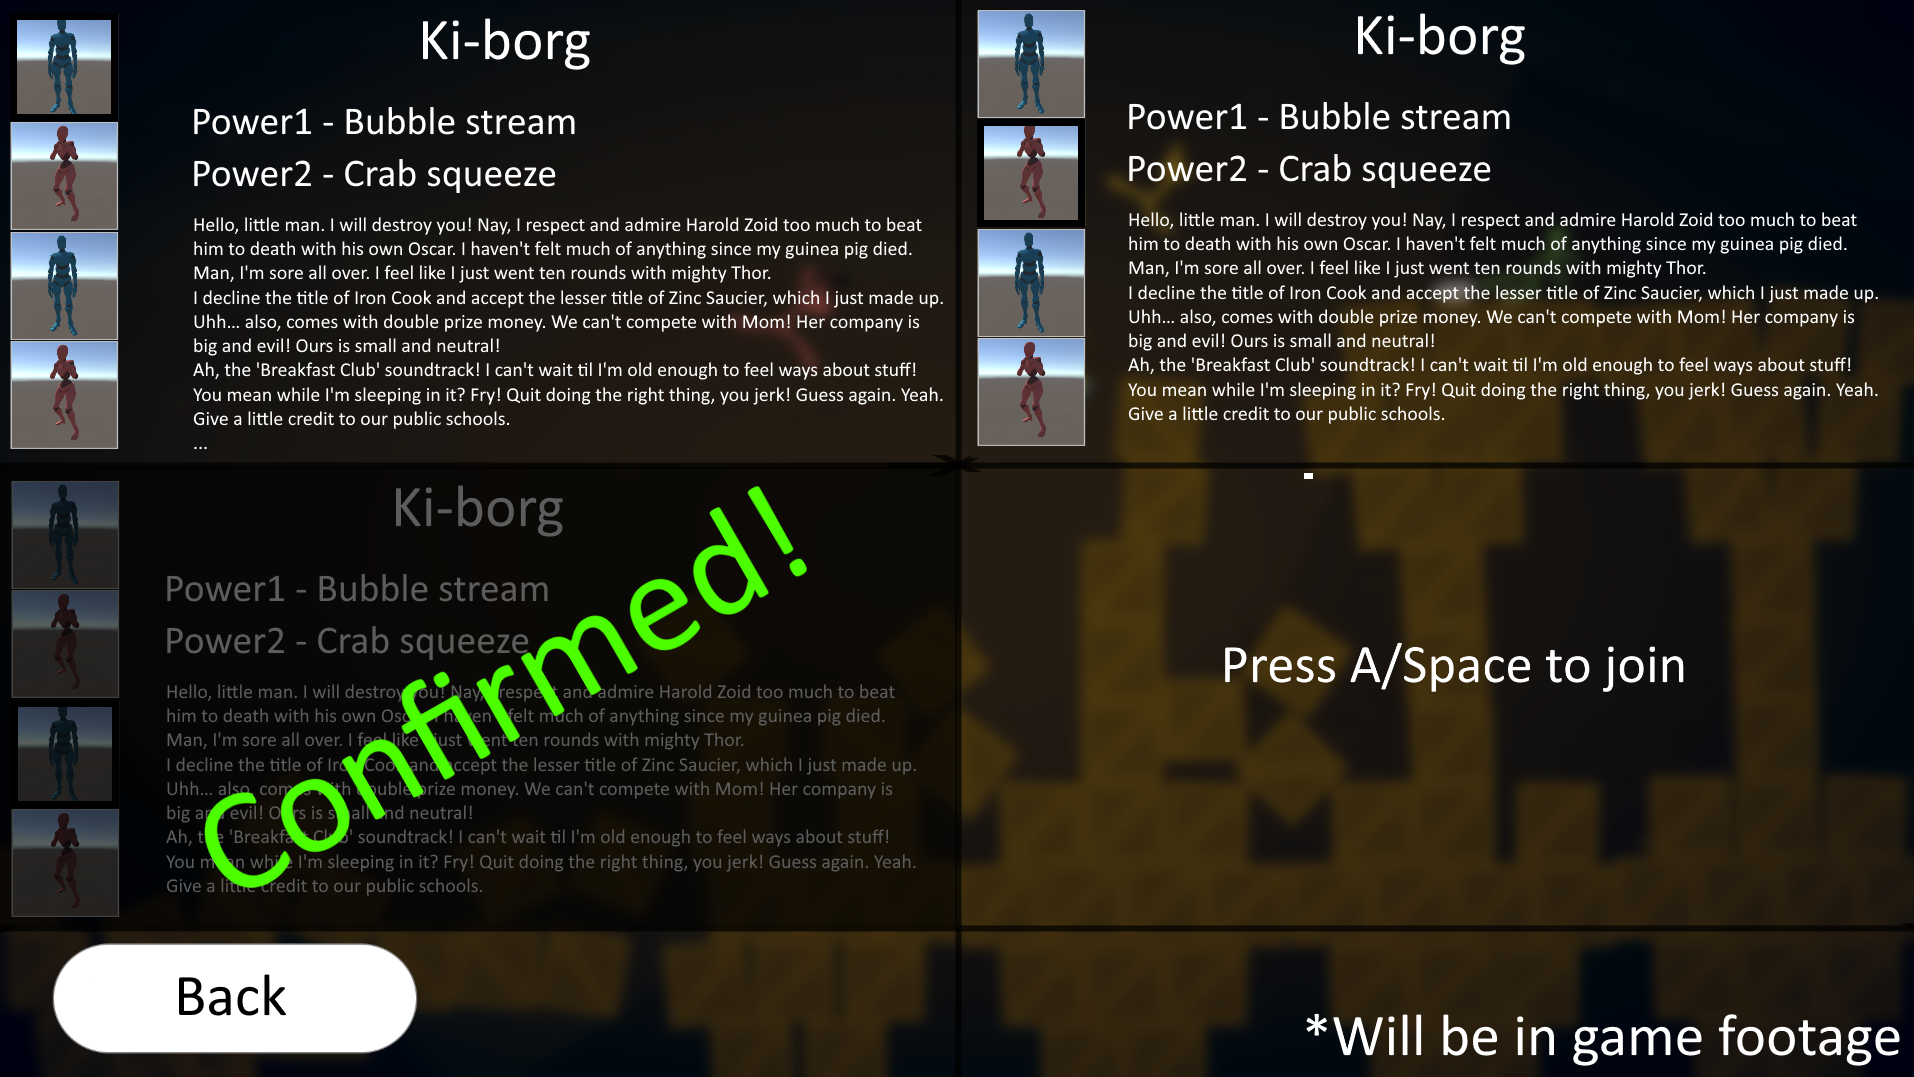 Ki-borg
Power1 - Bubble stream
Power2 - Crab squeeze
Hello, little man. I will destroy you! Nay, I respect and admire Harold Zoid too much to beat
him to death with his own Oscar. I haven't felt much of anything since my guinea pig died.
Man, I'm sore all over. I feel like I just went ten rounds with mighty Thor.
I decline the title of Iron Cook and accept the lesser title of Zinc Saucier, which I just made up.
Uhh... also, comes with double prize money. We can't compete with Mom! Her company is
big and evil! Ours is small and neutral!
Ah, the 'Breakfast Club' soundtrack! I can't wait til I'm old enough to feel ways about stuff!
You mean while I'm sleeping in it? Fry! Quit doing the right thing, you jerk! Guess again. Yeah.
Give a little credit to our public schools.
...
Ki-borg
Power1 - Bubble stream
Power2 - Crab squeeze
Hello, little man. I will destroy you! Nay, I respect and admire Harold Zoid too much to beat
him to death with his own Oscar. I haven't felt much of anything since my guinea pig died.
Man, I'm sore all over. I feel like I just went ten rounds with mighty Thor.
I decline the title of Iron Cook and accept the lesser title of Zinc Saucier, which I just made up.
Uhh... also, comes with double prize money. We can't compete with Mom! Her company is
big and evil! Ours is small and neutral!
Ah, the 'Breakfast Club' soundtrack! I can't wait til I'm old enough to feel ways about stuff!
You mean while I'm sleeping in it? Fry! Quit doing the right thing, you jerk! Guess again. Yeah.
Give a little credit to our public schools.
Ki-borg
Power1 - Bubble stream
Power2 - Crab squeeze
Hello, little man. I will destroy you! Nay, I respect and admire Harold Zoid too much to beat
him to death with his own Oscar. I haven't felt much of anything since my guinea pig died.
Man, I'm sore all over. I feel like I just went ten rounds with mighty Thor.
I decline the title of Iron Cook and accept the lesser title of Zinc Saucier, which I just made up.
Uhh... also, comes with double prize money. We can't compete with Mom! Her company is
big and evil! Ours is small and neutral!
Ah, the 'Breakfast Club' soundtrack! I can't wait til I'm old enough to feel ways about stuff!
You mean while I'm sleeping in it? Fry! Quit doing the right thing, you jerk! Guess again. Yeah.
Give a little credit to our public schools.
Confirmed!
Press A/Space to join
Back
*Will be in game footage